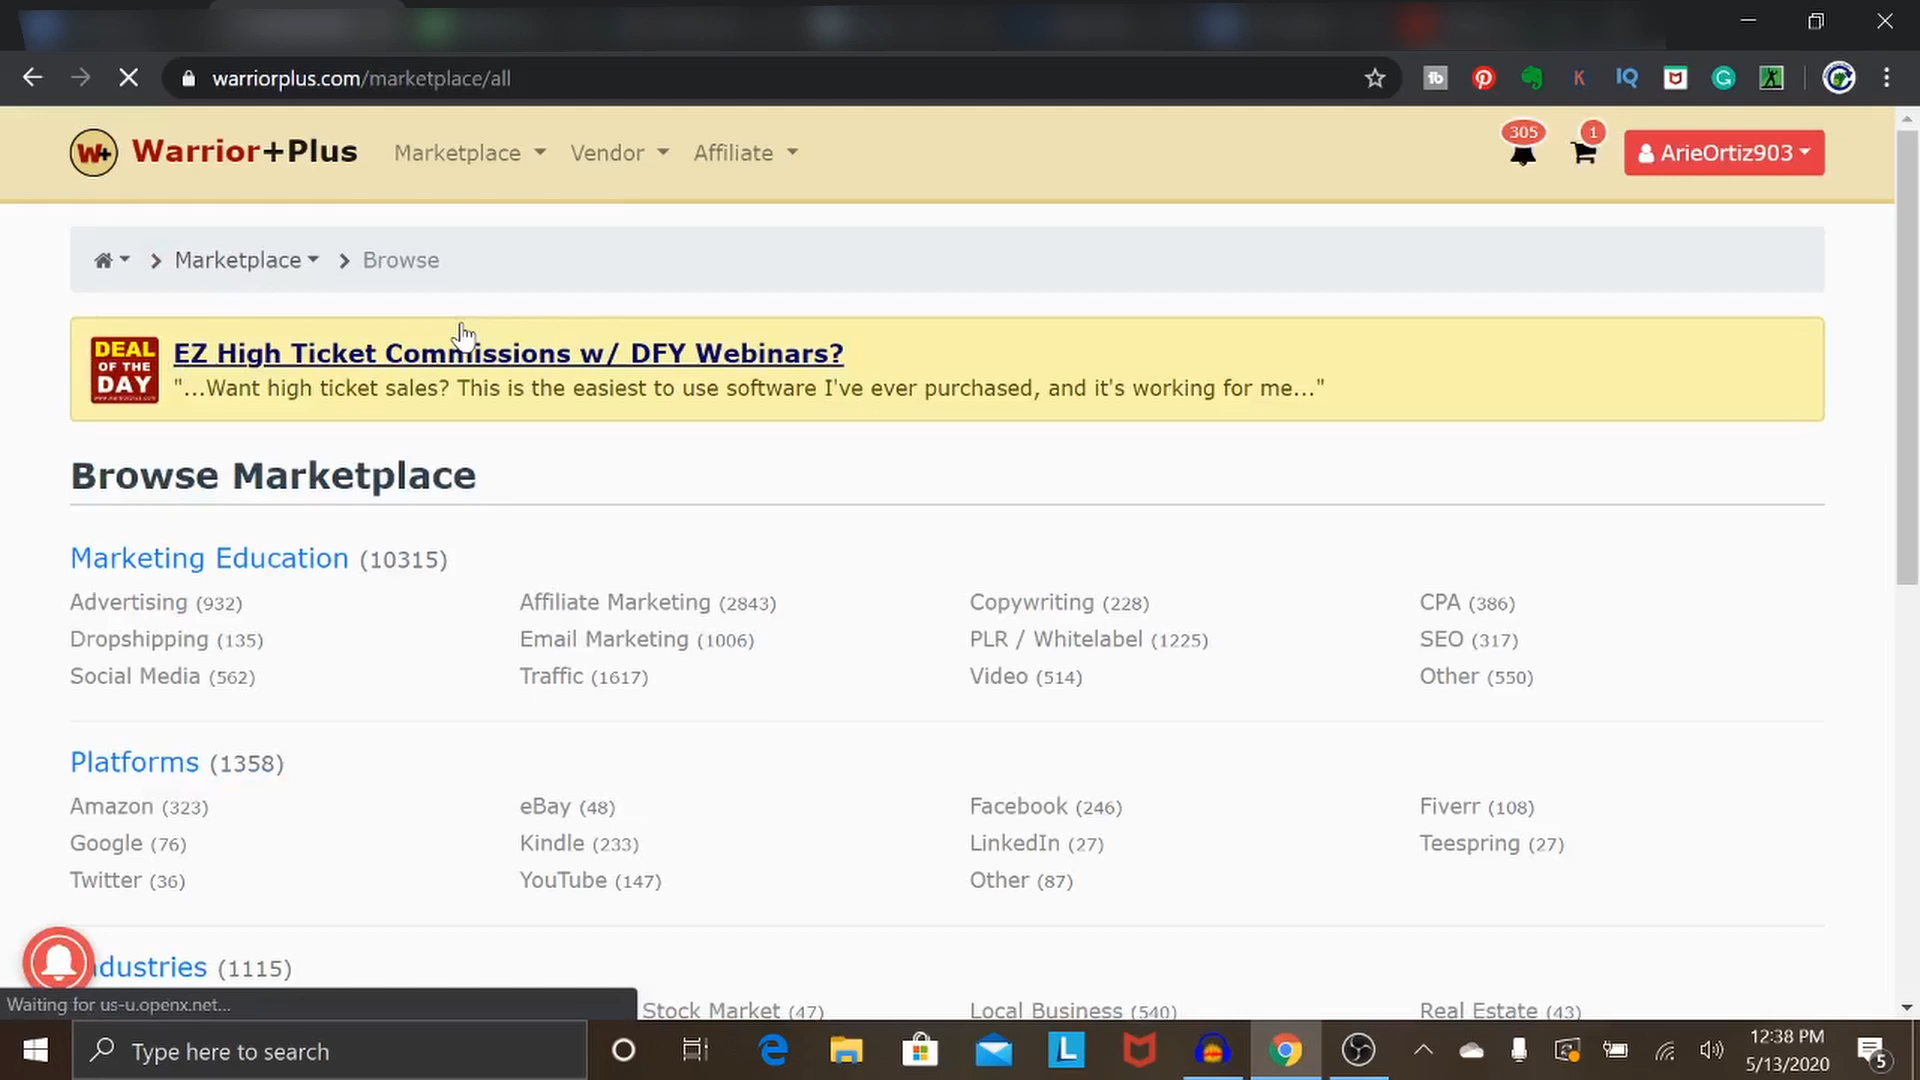 warriorplus.com/marketplace/all
W+ Warrior+Plus Marketplace Vendor Affiliate 305 1 ArieOrtiz903
Marketplace Browse
DEAL OF THE DAY
www.warriorplus.com
EZ High Ticket Commissions w/ DFY Webinars?
"...Want high ticket sales? This is the easiest to use software I've ever purchased, and it's working for me..."
Browse Marketplace
Marketing Education (10315)
Advertising (932) Affiliate Marketing (2843) Copywriting (228) CPA (386)
Dropshipping (135) Email Marketing (1006) PLR / Whitelabel (1225) SEO (317)
Social Media (562) Traffic (1617) Video (514) Other (550)
Platforms (1358)
Amazon (323) eBay (48) Facebook (246) Fiverr (108)
Google (76) Kindle (233) LinkedIn (27) Teespring (27)
Twitter (36) YouTube (147) Other (87)
dustries (1115)
Stock Market (47) Local Business (540) Real Estate (43)
Waiting for us-u.openx.net...
Type here to search
12:38 PM
5/13/2020
5